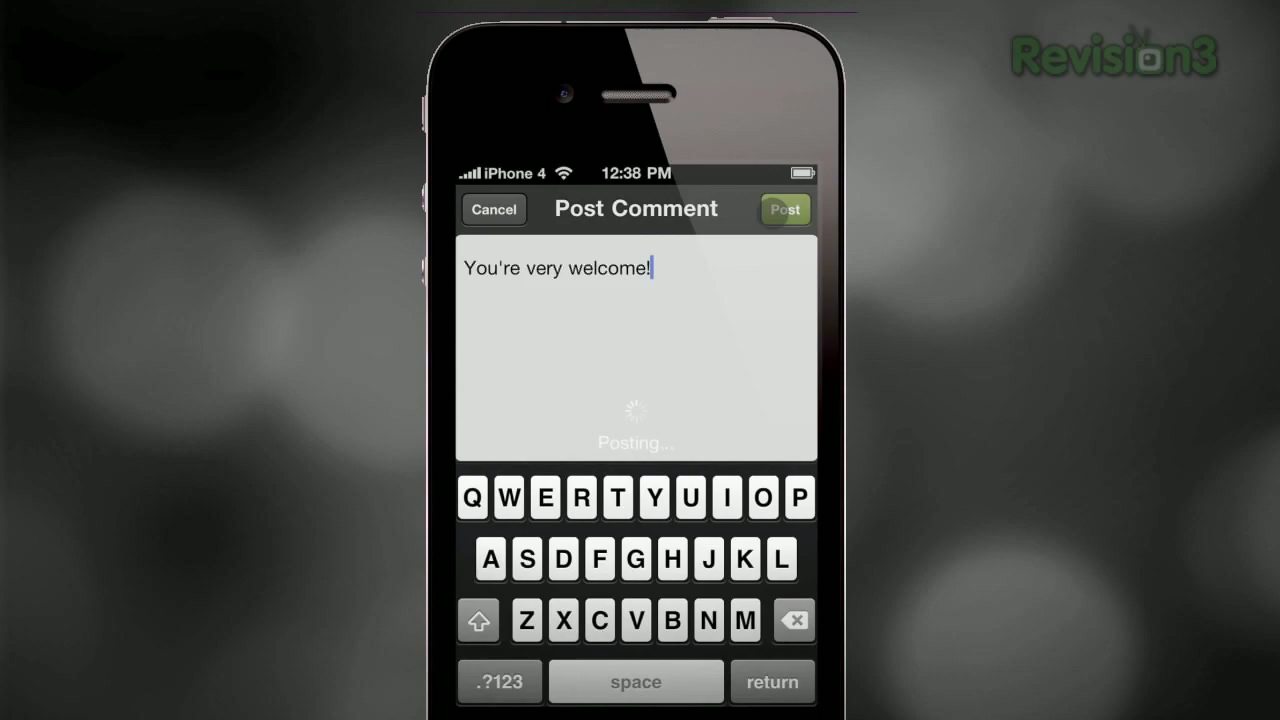 Revision3
iPhone 4 12:38 PM
Cancel Post Comment Post
You're very welcome!
Posting...
Q W E R T Y U I O P
A S D F G H J K L
Z X C V B N M
.?123 space return